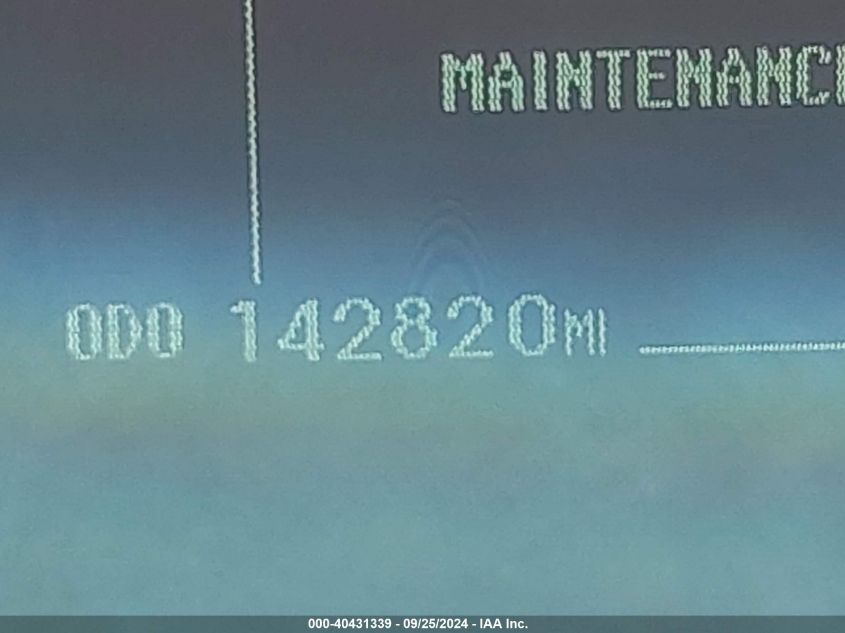 MAINTENANC
ODO 142820MI
000-40431339 - 09/25/2024 - IAA Inc.